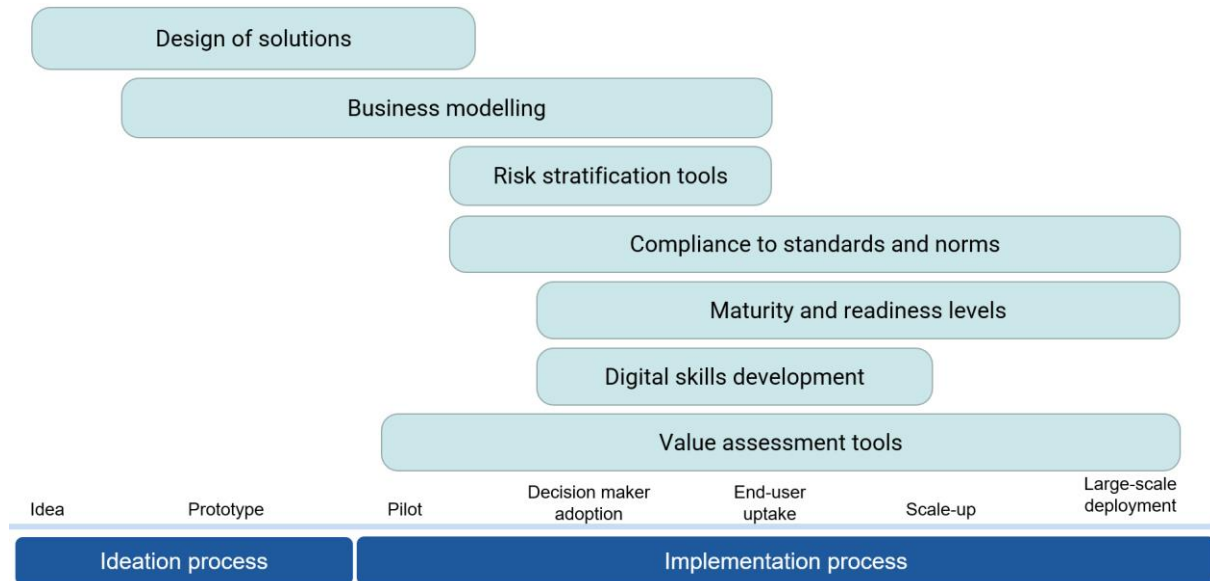 Design of solutions
Business modelling
Risk stratification tools
Compliance to standards and norms
Maturity and readiness levels
Digital skills development
Value assessment tools
Idea
Prototype
Pilot
Decision maker
adoption
End-user
uptake
Scale-up
Large-scale
deployment
Ideation process
Implementation process